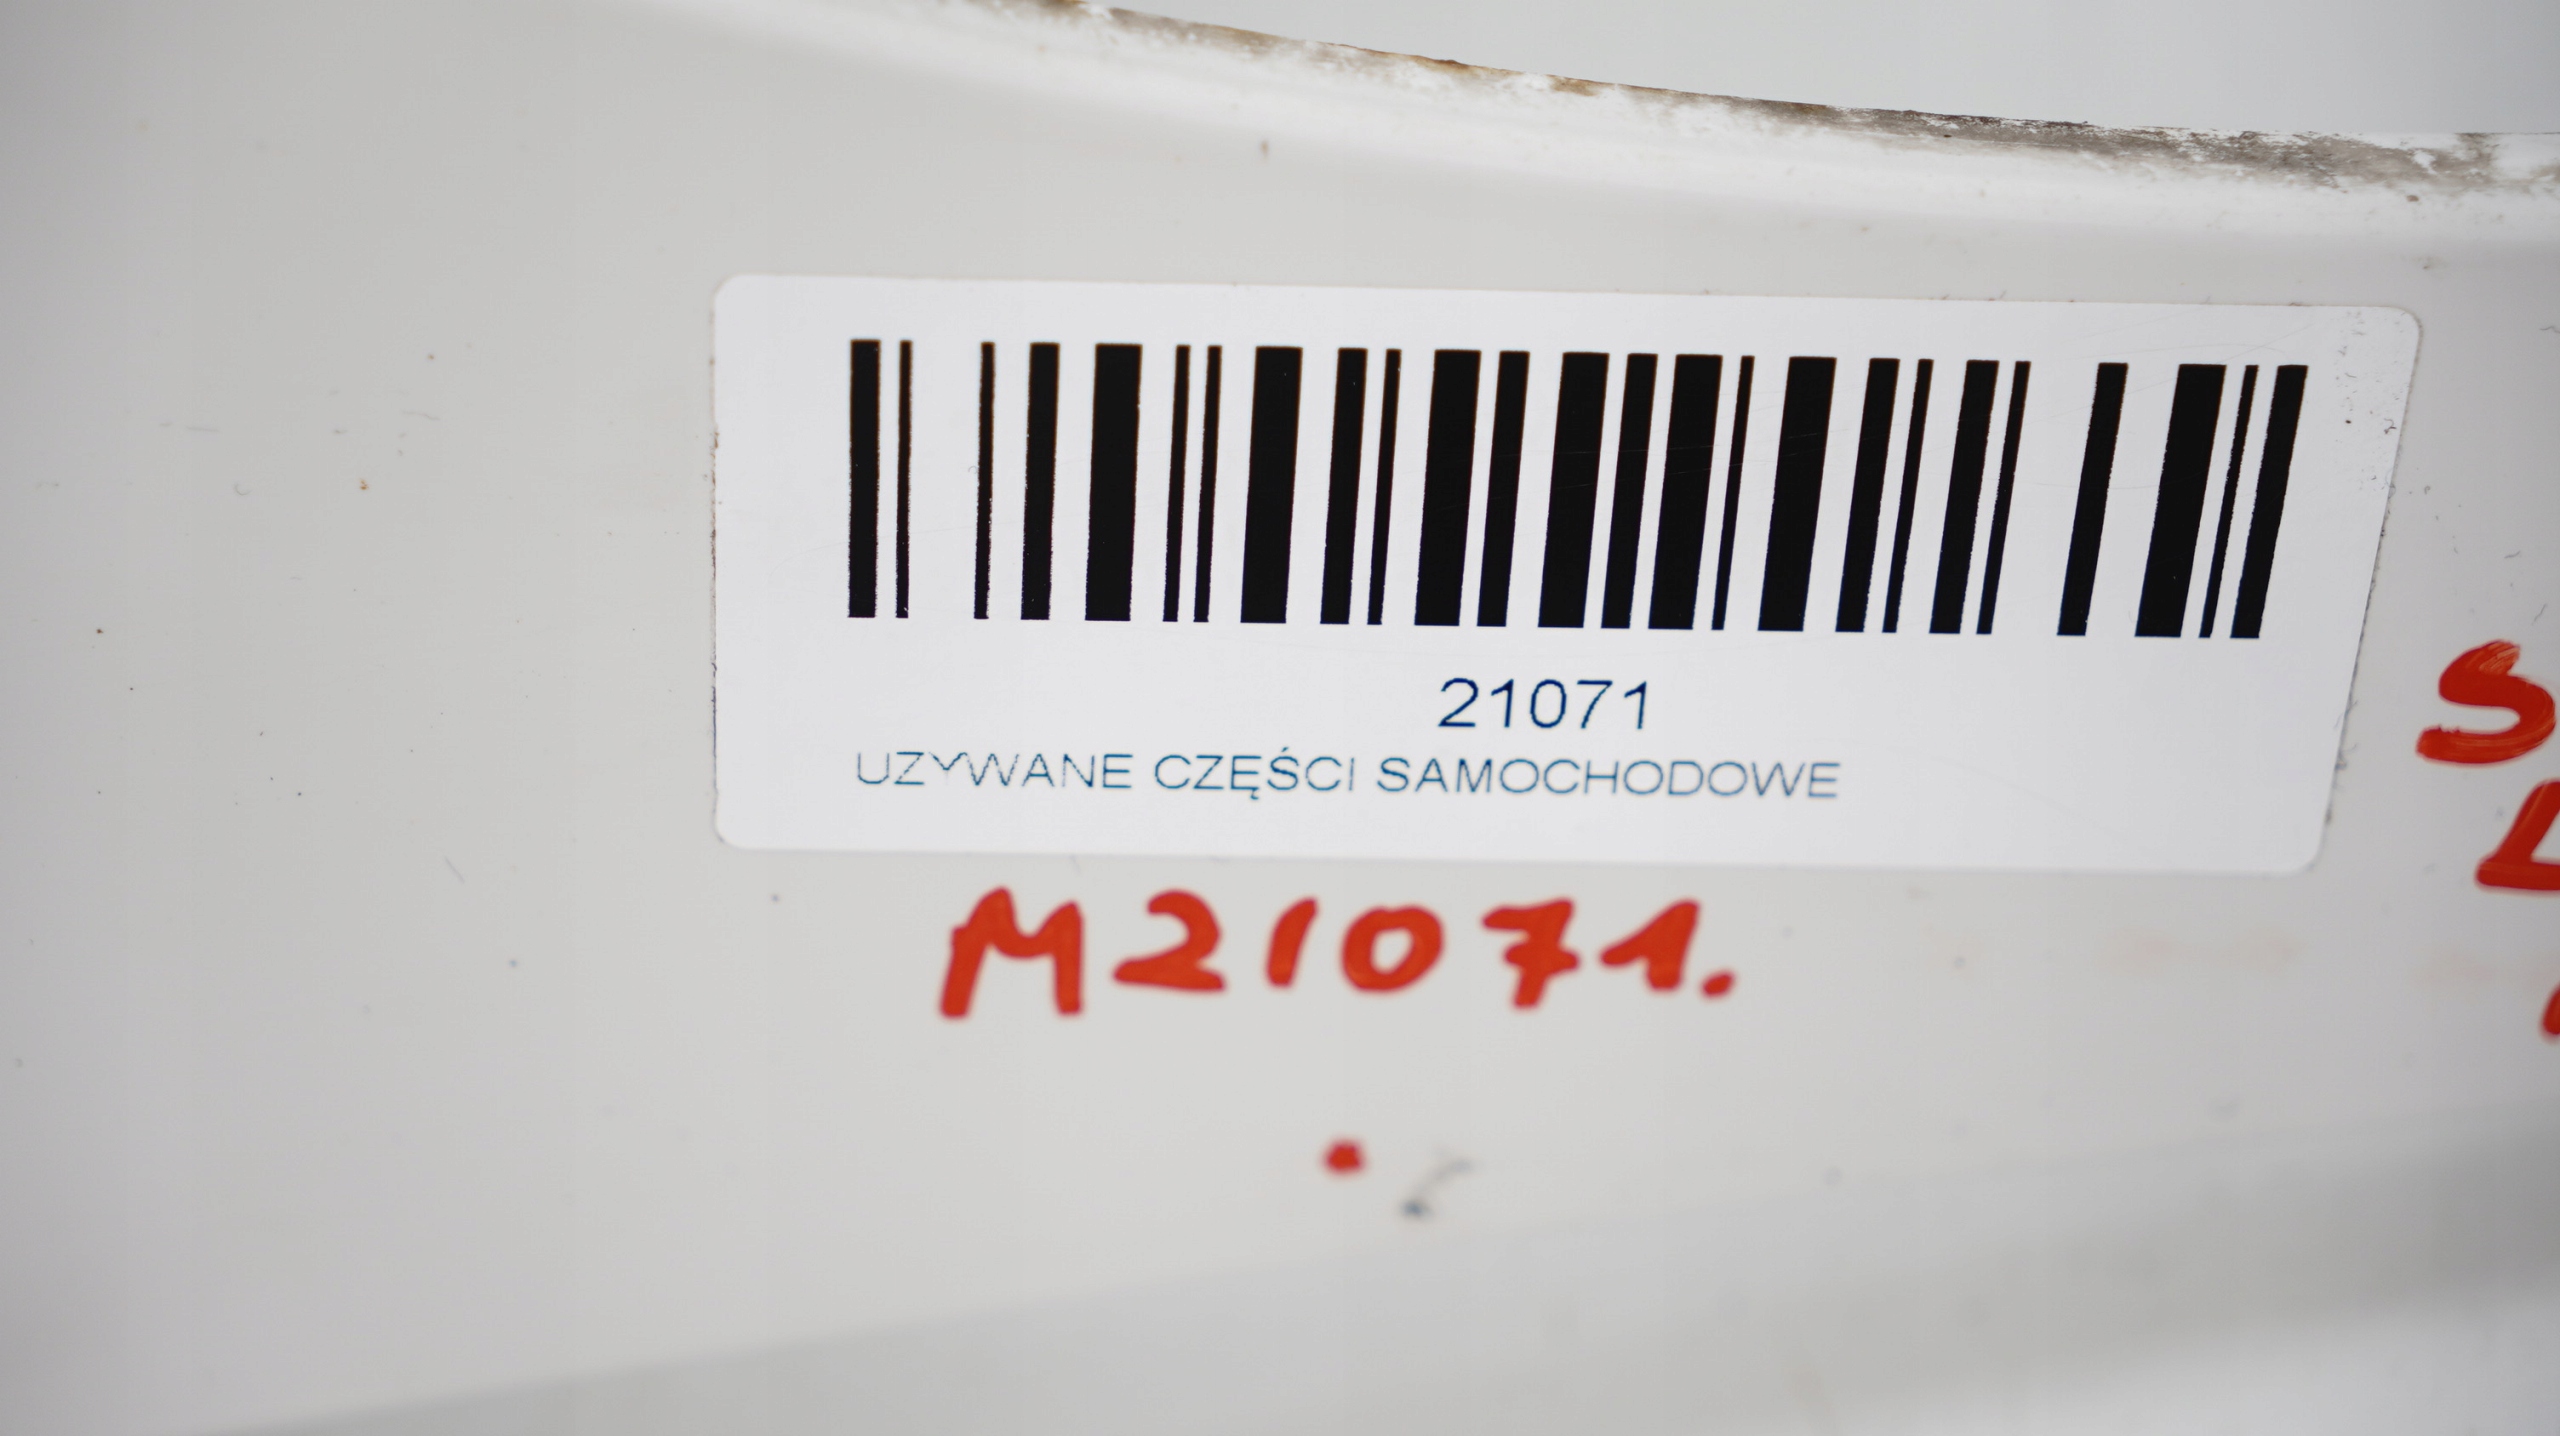 21071
UZYWANE CZĘŚCI SAMOCHODOWE
M21071.
S